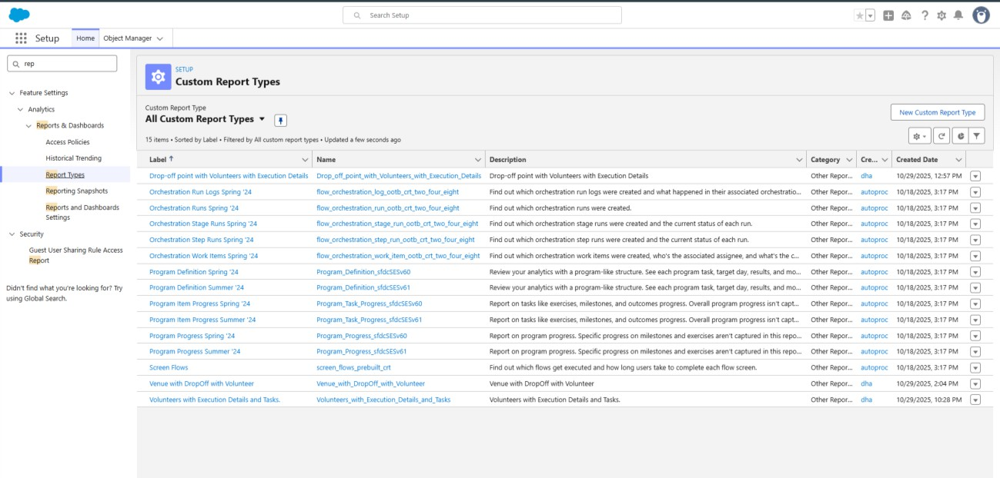 Search Setup
Setup
Home
Object Manager
rep
Feature Settings
Analytics
Reports & Dashboards
Access Policies
Historical Trending
Report Types
Reporting Snapshots
Reports and Dashboards
Settings
Security
Guest User Sharing Rule Access
Report
Didn't find what you're looking for? Try
using Global Search.
SETUP
Custom Report Types
Custom Report Type
All Custom Report Types
New Custom Report Type
15 items • Sorted by Label • Filtered by All custom report types • Updated a few seconds ago
Label Name Description Category Cre... Created Date
Drop-off point with Volunteers with Execution Details Drop_off_point_with_Volunteers_with_Execution_Details Drop-off point with Volunteers with Execution Details Other Repor... dha 10/29/2025, 12:57 PM
Orchestration Run Logs Spring '24 flow_orchestration_log_ootb_crt_two_four_eight Find out which orchestration run logs were created and what happened in their associated orchestratio... Other Repor... autoproc 10/18/2025, 3:17 PM
Orchestration Runs Spring '24 flow_orchestration_run_ootb_crt_two_four_eight Find out which orchestration runs were created. Other Repor... autoproc 10/18/2025, 3:17 PM
Orchestration Stage Runs Spring '24 flow_orchestration_stage_run_ootb_crt_two_four_eight Find out which orchestration stage runs were created and the current status of each run. Other Repor... autoproc 10/18/2025, 3:17 PM
Orchestration Step Runs Spring '24 flow_orchestration_step_run_ootb_crt_two_four_eight Find out which orchestration step runs were created and the current status of each run. Other Repor... autoproc 10/18/2025, 3:17 PM
Orchestration Work Items Spring '24 flow_orchestration_work_item_ootb_crt_two_four_eight Find out which orchestration work items were created, who's the associated assignee, and what's the c... Other Repor... autoproc 10/18/2025, 3:17 PM
Program Definition Spring '24 Program_Definition_sfdcSESv60 Review your analytics with a program-like structure. See each program task, target day, results, and mo... Other Repor... autoproc 10/18/2025, 3:17 PM
Program Definition Summer '24 Program_Definition_sfdcSESv61 Review your analytics with a program-like structure. See each program task, target day, results, and mo... Other Repor... autoproc 10/18/2025, 3:17 PM
Program Item Progress Spring '24 Program_Task_Progress_sfdcSESv60 Report on tasks like exercises, milestones, and outcomes progress. Overall program progress isn't capt... Other Repor... autoproc 10/18/2025, 3:17 PM
Program Item Progress Summer '24 Program_Task_Progress_sfdcSESv61 Report on tasks like exercises, milestones, and outcomes progress. Overall program progress isn't capt... Other Repor... autoproc 10/18/2025, 3:17 PM
Program Progress Spring '24 Program_Progress_sfdcSESv60 Report on program progress. Specific progress on milestones and exercises aren't captured in this repo... Other Repor... autoproc 10/18/2025, 3:17 PM
Program Progress Summer '24 Program_Progress_sfdcSESv61 Report on program progress. Specific progress on milestones and exercises aren't captured in this repo... Other Repor... autoproc 10/18/2025, 3:17 PM
Screen Flows screen_flows_prebuilt_crt Find out which flows get executed and how long users take to complete each flow screen. Other Repor... autoproc 10/18/2025, 3:17 PM
Venue with DropOff with Volunteer Venue_with_DropOff_with_Volunteer Venue with DropOff with Volunteer Other Repor... dha 10/29/2025, 2:04 PM
Volunteers with Execution Details and Tasks. Volunteers_with_Execution_Details_and_Tasks Volunteers with Execution Details and Tasks. Other Repor... dha 10/29/2025, 10:28 PM